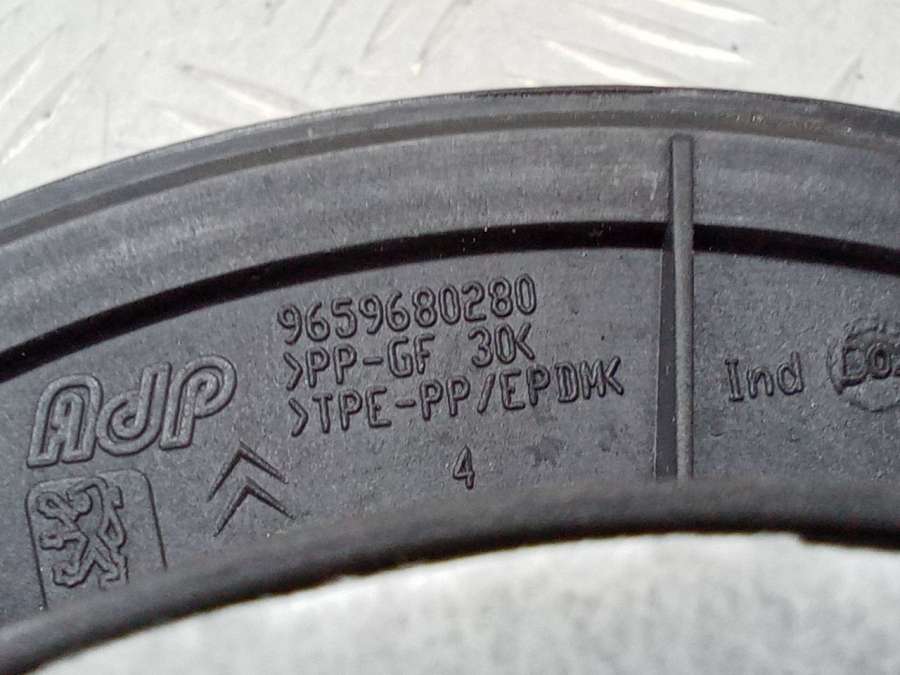 9659680280
>PP-GF 30<
>TPE-PP/EPDM<
AdP
4
Ind